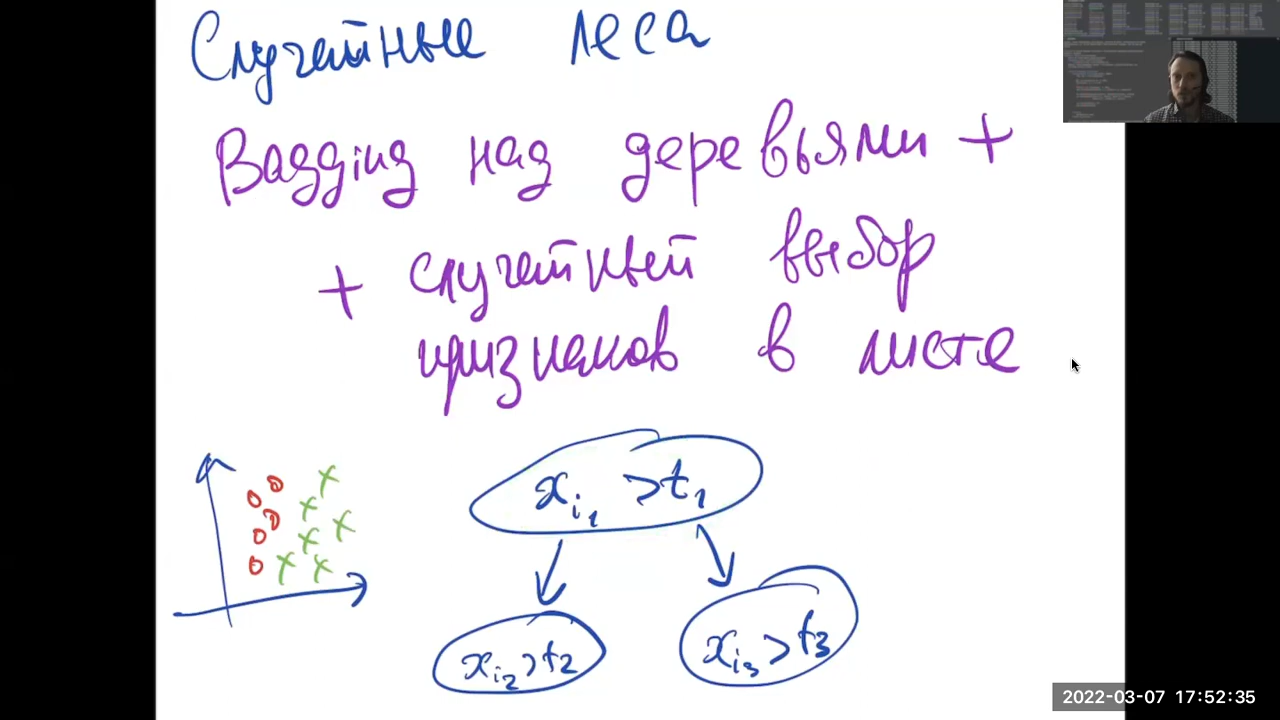 Случайные леса
Bagging над деревьями +
+ случайный выбор
признаков в листе
x_{i_1} > t_1
x_{i_2} > t_2
x_{i_3} > t_3
2022-03-07 17:52:35